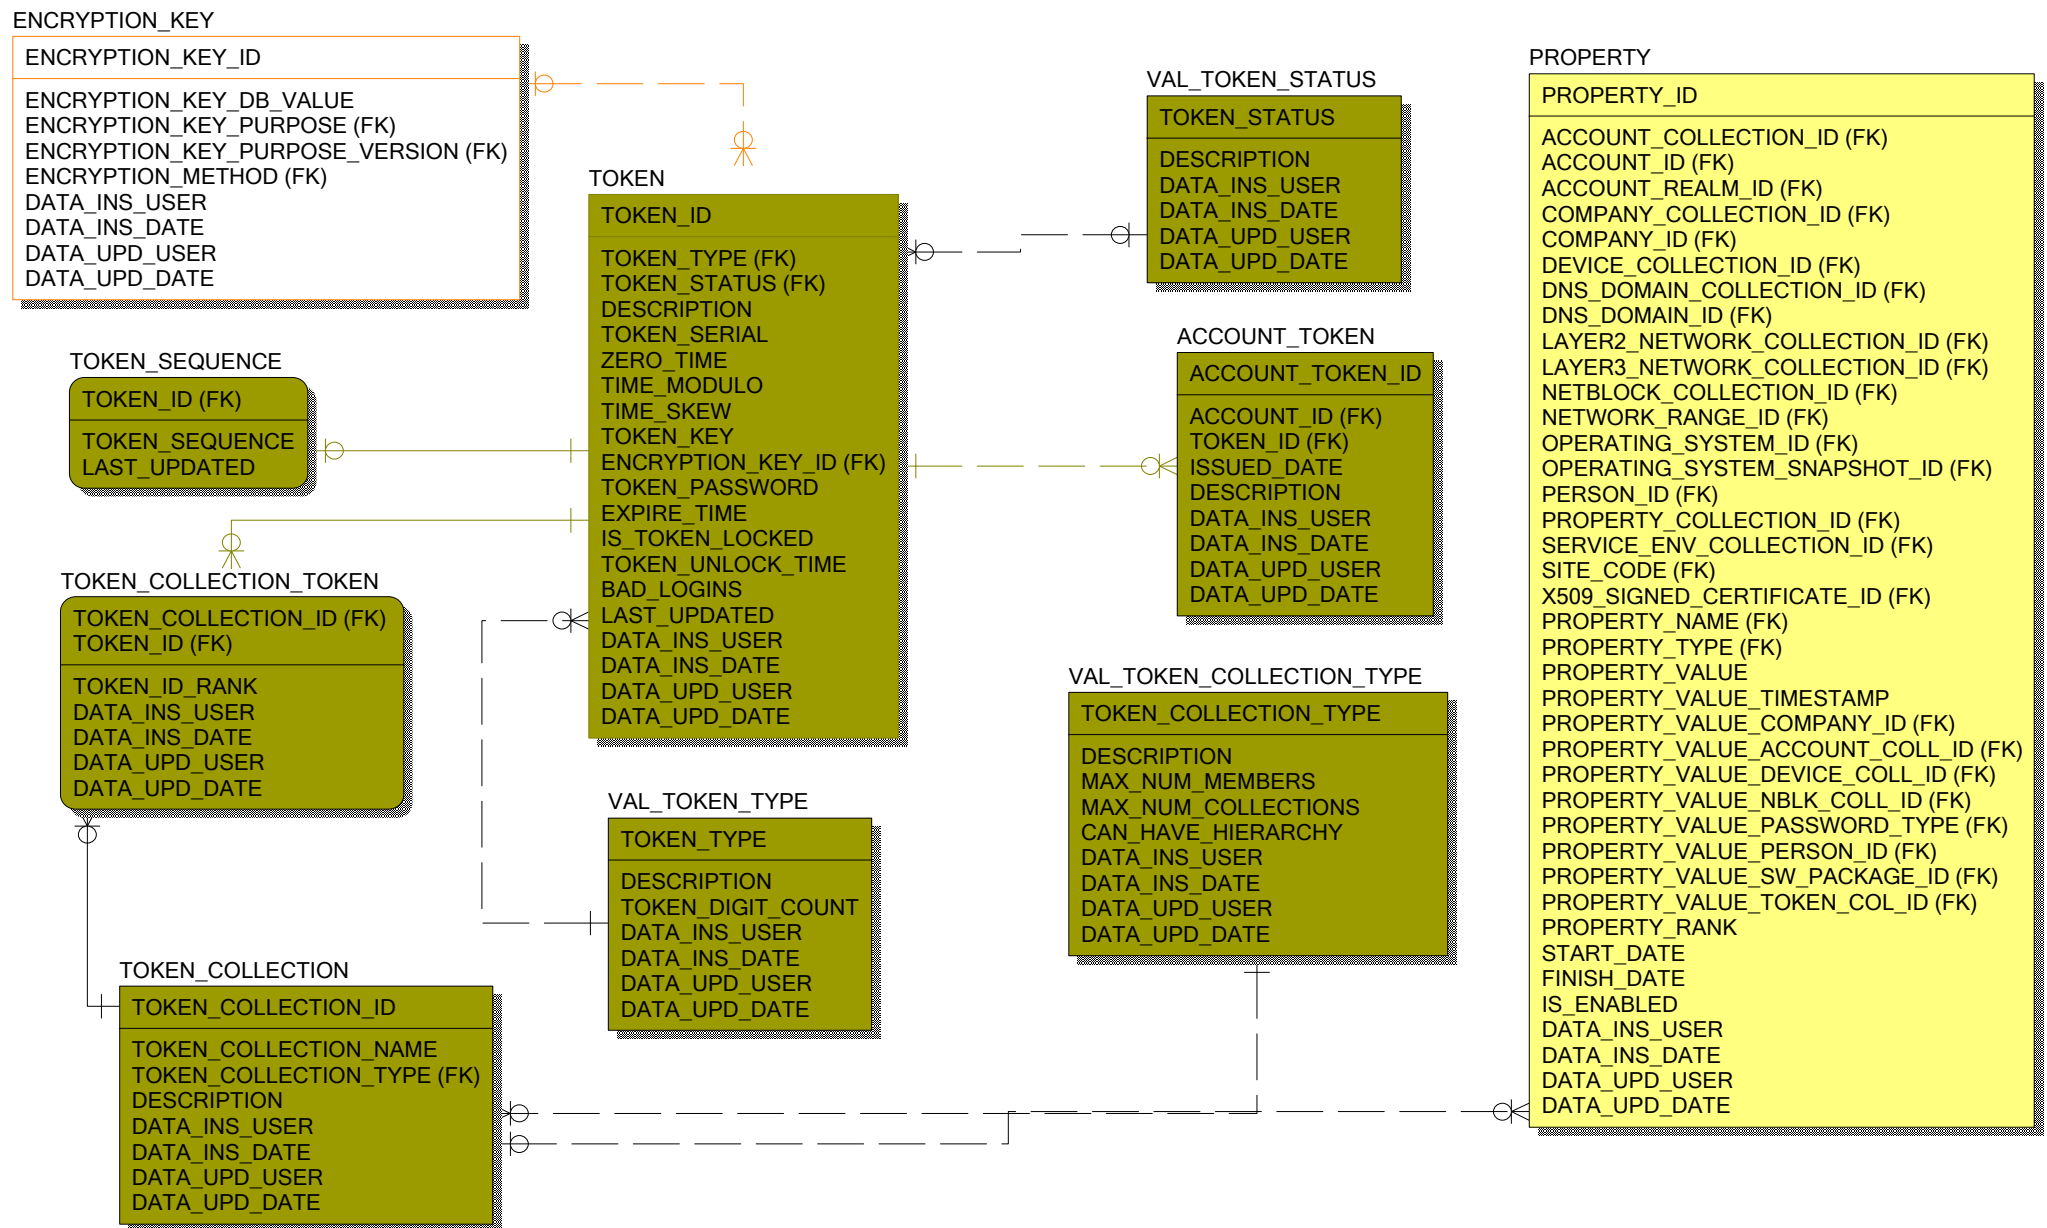 ENCRYPTION_KEY
ENCRYPTION_KEY_ID
ENCRYPTION_KEY_DB_VALUE
ENCRYPTION_KEY_PURPOSE (FK)
ENCRYPTION_KEY_PURPOSE_VERSION (FK)
ENCRYPTION_METHOD (FK)
DATA_INS_USER
DATA_INS_DATE
DATA_UPD_USER
DATA_UPD_DATE
TOKEN_SEQUENCE
TOKEN_ID (FK)
TOKEN_SEQUENCE
LAST_UPDATED
TOKEN_COLLECTION_TOKEN
TOKEN_COLLECTION_ID (FK)
TOKEN_ID (FK)
TOKEN_ID_RANK
DATA_INS_USER
DATA_INS_DATE
DATA_UPD_USER
DATA_UPD_DATE
TOKEN_COLLECTION
TOKEN_COLLECTION_ID
TOKEN_COLLECTION_NAME
TOKEN_COLLECTION_TYPE (FK)
DESCRIPTION
DATA_INS_USER
DATA_INS_DATE
DATA_UPD_USER
DATA_UPD_DATE
TOKEN
TOKEN_ID
TOKEN_TYPE (FK)
TOKEN_STATUS (FK)
DESCRIPTION
TOKEN_SERIAL
ZERO_TIME
TIME_MODULO
TIME_SKEW
TOKEN_KEY
ENCRYPTION_KEY_ID (FK)
TOKEN_PASSWORD
EXPIRE_TIME
IS_TOKEN_LOCKED
TOKEN_UNLOCK_TIME
BAD_LOGINS
LAST_UPDATED
DATA_INS_USER
DATA_INS_DATE
DATA_UPD_USER
DATA_UPD_DATE
VAL_TOKEN_TYPE
TOKEN_TYPE
DESCRIPTION
TOKEN_DIGIT_COUNT
DATA_INS_USER
DATA_INS_DATE
DATA_UPD_USER
DATA_UPD_DATE
VAL_TOKEN_STATUS
TOKEN_STATUS
DESCRIPTION
DATA_INS_USER
DATA_INS_DATE
DATA_UPD_USER
DATA_UPD_DATE
ACCOUNT_TOKEN
ACCOUNT_TOKEN_ID
ACCOUNT_ID (FK)
TOKEN_ID (FK)
ISSUED_DATE
DESCRIPTION
DATA_INS_USER
DATA_INS_DATE
DATA_UPD_USER
DATA_UPD_DATE
VAL_TOKEN_COLLECTION_TYPE
TOKEN_COLLECTION_TYPE
DESCRIPTION
MAX_NUM_MEMBERS
MAX_NUM_COLLECTIONS
CAN_HAVE_HIERARCHY
DATA_INS_USER
DATA_INS_DATE
DATA_UPD_USER
DATA_UPD_DATE
PROPERTY
PROPERTY_ID
ACCOUNT_COLLECTION_ID (FK)
ACCOUNT_ID (FK)
ACCOUNT_REALM_ID (FK)
COMPANY_COLLECTION_ID (FK)
COMPANY_ID (FK)
DEVICE_COLLECTION_ID (FK)
DNS_DOMAIN_COLLECTION_ID (FK)
DNS_DOMAIN_ID (FK)
LAYER2_NETWORK_COLLECTION_ID (FK)
LAYER3_NETWORK_COLLECTION_ID (FK)
NETBLOCK_COLLECTION_ID (FK)
NETWORK_RANGE_ID (FK)
OPERATING_SYSTEM_ID (FK)
OPERATING_SYSTEM_SNAPSHOT_ID (FK)
PERSON_ID (FK)
PROPERTY_COLLECTION_ID (FK)
SERVICE_ENV_COLLECTION_ID (FK)
SITE_CODE (FK)
X509_SIGNED_CERTIFICATE_ID (FK)
PROPERTY_NAME (FK)
PROPERTY_TYPE (FK)
PROPERTY_VALUE
PROPERTY_VALUE_TIMESTAMP
PROPERTY_VALUE_COMPANY_ID (FK)
PROPERTY_VALUE_ACCOUNT_COLL_ID (FK)
PROPERTY_VALUE_DEVICE_COLL_ID (FK)
PROPERTY_VALUE_NBLK_COLL_ID (FK)
PROPERTY_VALUE_PASSWORD_TYPE (FK)
PROPERTY_VALUE_PERSON_ID (FK)
PROPERTY_VALUE_SW_PACKAGE_ID (FK)
PROPERTY_VALUE_TOKEN_COL_ID (FK)
PROPERTY_RANK
START_DATE
FINISH_DATE
IS_ENABLED
DATA_INS_USER
DATA_INS_DATE
DATA_UPD_USER
DATA_UPD_DATE